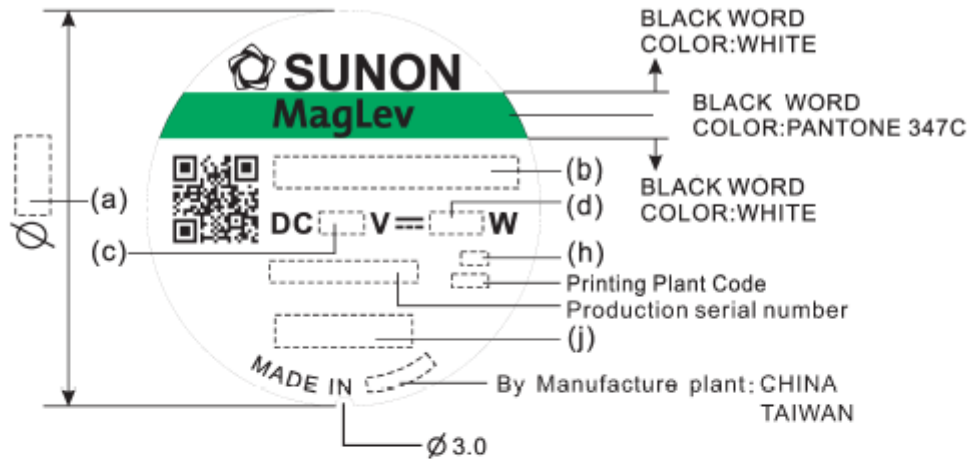 BLACK WORD
COLOR:WHITE
SUNON
MagLev
BLACK WORD
COLOR:PANTONE 347C
BLACK WORD
COLOR:WHITE
(a)
Ø
(b)
(d)
DC V W
(c)
(h)
Printing Plant Code
Production serial number
(j)
MADE IN
By Manufacture plant: CHINA
TAIWAN
Ø3.0